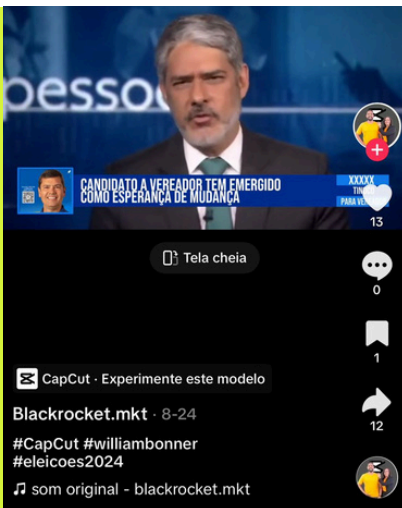 pessoa
CANDIDATO A VEREADOR TEM EMERGIDO
COMO ESPERANÇA DE MUDANÇA
XXXXX
PARA
13
Tela cheia
0
1
CapCut · Experimente este modelo
12
Blackrocket.mkt · 8-24
#CapCut #williambonner
#eleicoes2024
som original - blackrocket.mkt